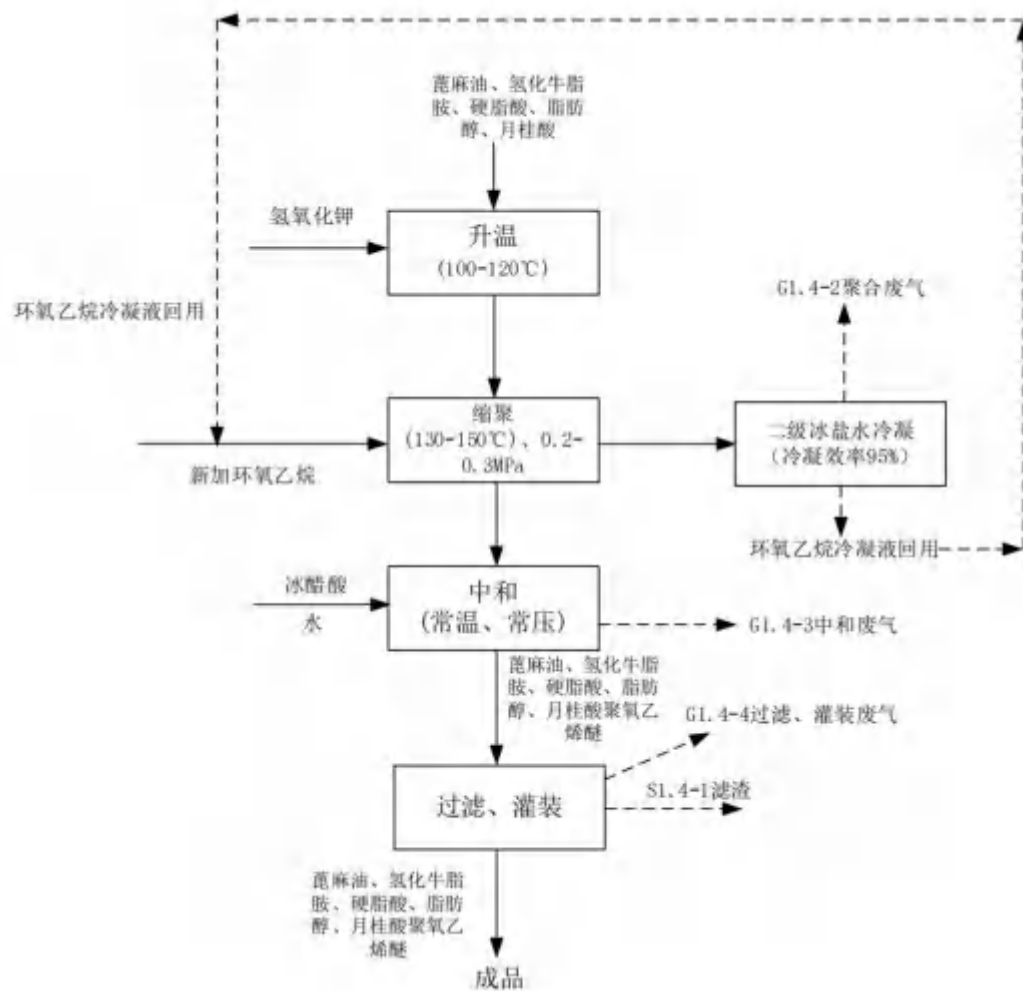 蓖麻油、氢化牛脂
胺、硬脂酸、脂肪
醇、月桂酸
氢氧化钾
升温
(100-120℃)
G1.4-2聚合废气
环氧乙烷冷凝液回用
缩聚
(130-150℃)、0.2-
0.3MPa
二级冰盐水冷凝
(冷凝效率95%)
新加环氧乙烷
环氧乙烷冷凝液回用
冰醋酸
水
中和
(常温、常压)
G1.4-3中和废气
蓖麻油、氢化牛脂
胺、硬脂酸、脂肪
醇、月桂酸聚氧乙
烯醚
G1.4-4过滤、灌装废气
S1.4-1滤渣
过滤、灌装
蓖麻油、氢化牛脂
胺、硬脂酸、脂肪
醇、月桂酸聚氧乙
烯醚
成品